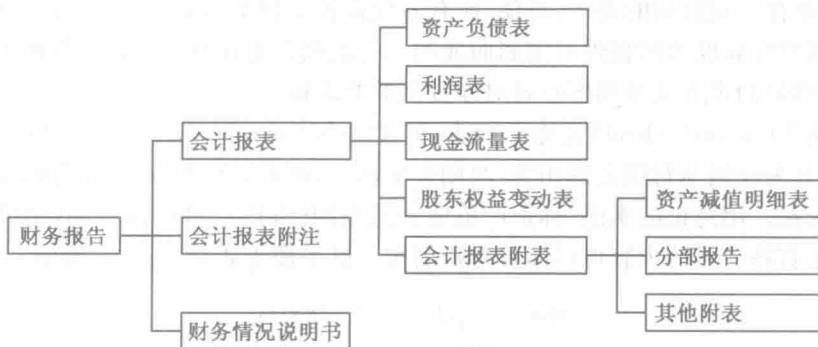 资产负债表
利润表
会计报表
现金流量表
股东权益变动表
资产减值明细表
财务报告
会计报表附注
会计报表附表
分部报告
其他附表
财务情况说明书